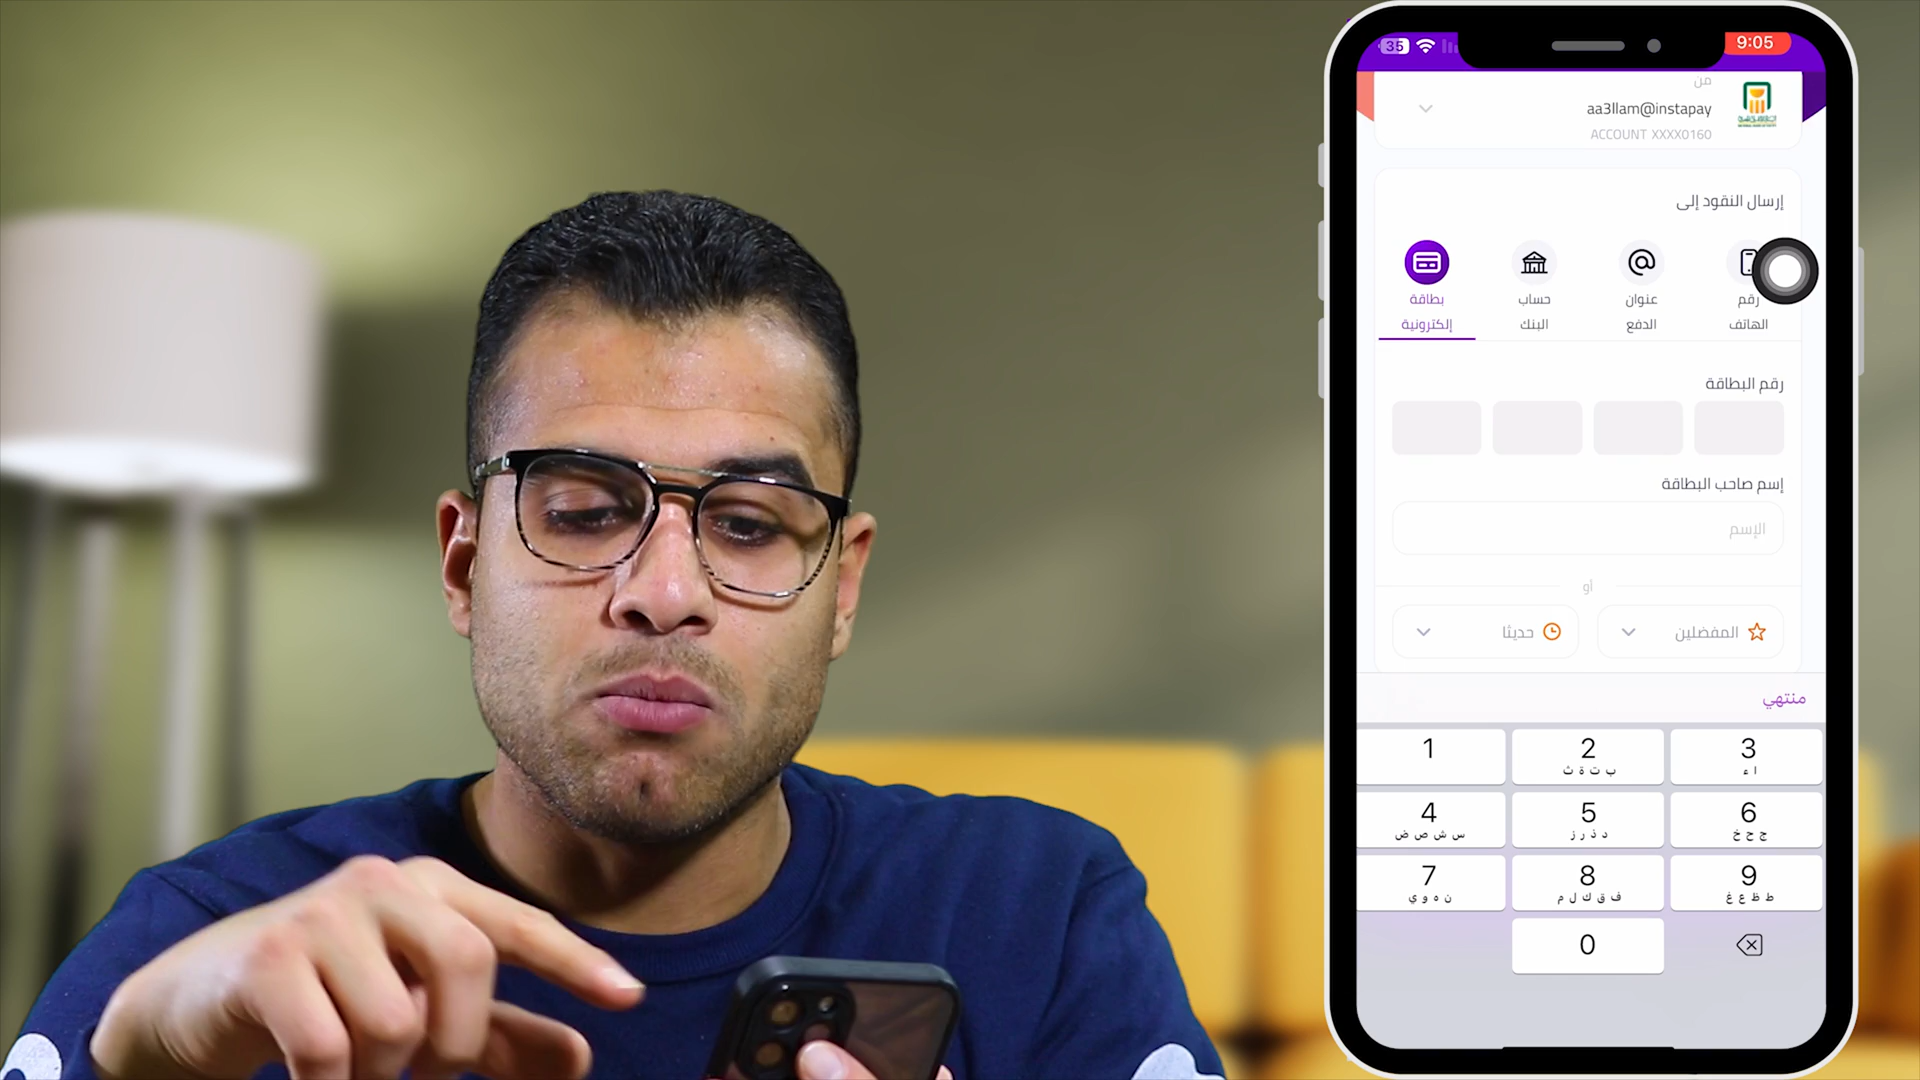 35
9:05
من
aa3llam@instapay
ACCOUNT XXXX0160
إرسال النقود إلى
رقم الهاتف
عنوان الدفع
حساب البنك
بطاقة إلكترونية
رقم البطاقة
إسم صاحب البطاقة
الإسم
أو
المفضلين
حديثا
منتهي
1 2 3
ب ت ة ث ا ء
4 5 6
س ش ص ض د ذ ر ز ج ح خ
7 8 9
ن ه و ي ف ق ك ل م ط ظ ع غ
0